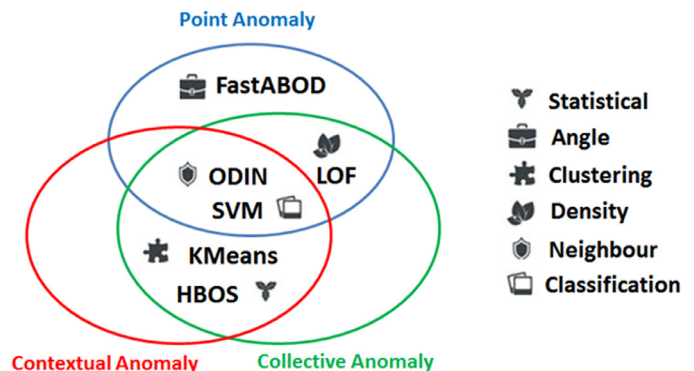 Point Anomaly
FastABOD
ODIN
LOF
SVM
KMeans
HBOS
Contextual Anomaly
Collective Anomaly
Statistical
Angle
Clustering
Density
Neighbour
Classification